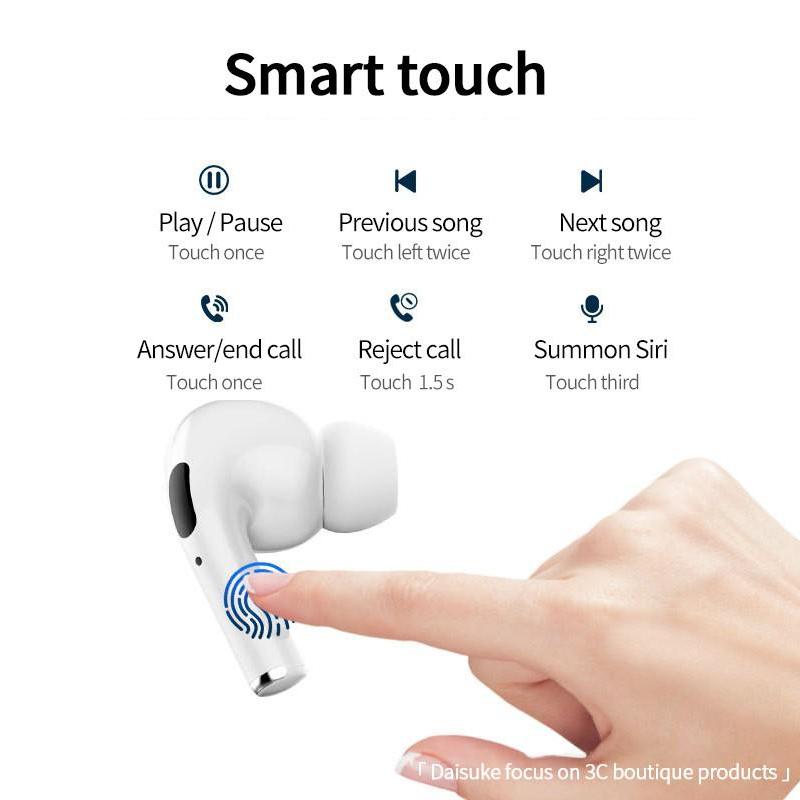 Smart touch
Play / Pause
Touch once
Previous song
Touch left twice
Next song
Touch right twice
Answer/end call
Touch once
Reject call
Touch 1.5 s
Summon Siri
Touch third
「 Daisuke focus on 3C boutique products 」